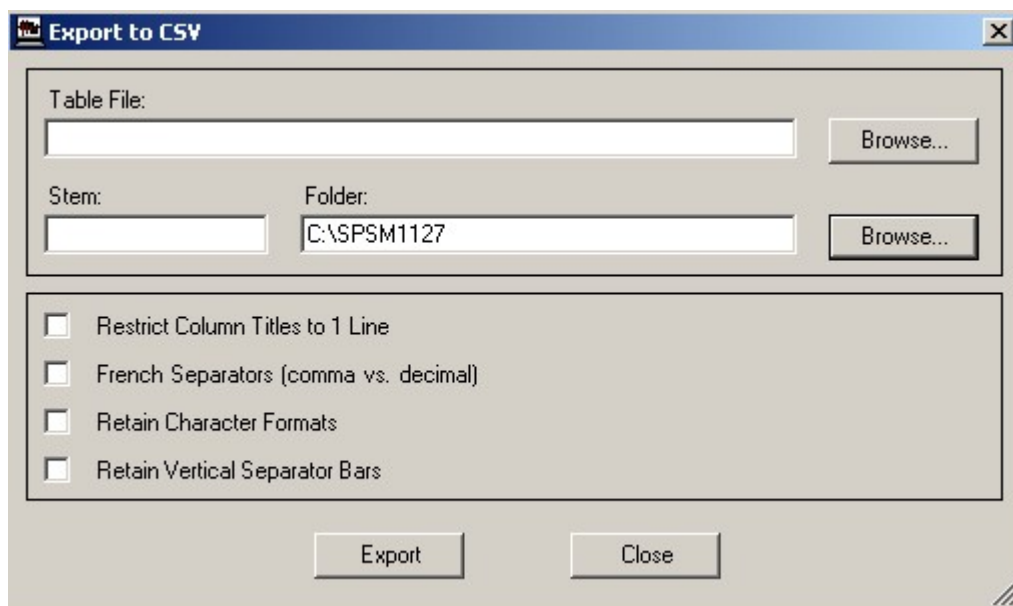 Export to CSV
Table File:
Browse...
Stem: Folder:
C:\SPSM1127 Browse...
Restrict Column Titles to 1 Line
French Separators (comma vs. decimal)
Retain Character Formats
Retain Vertical Separator Bars
Export Close